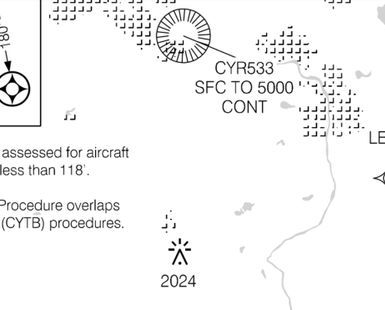 180°
CYR533
SFC TO 5000
CONT
LE
assessed for aircraft
less than 118'.
Procedure overlaps
(CYTB) procedures.
2024